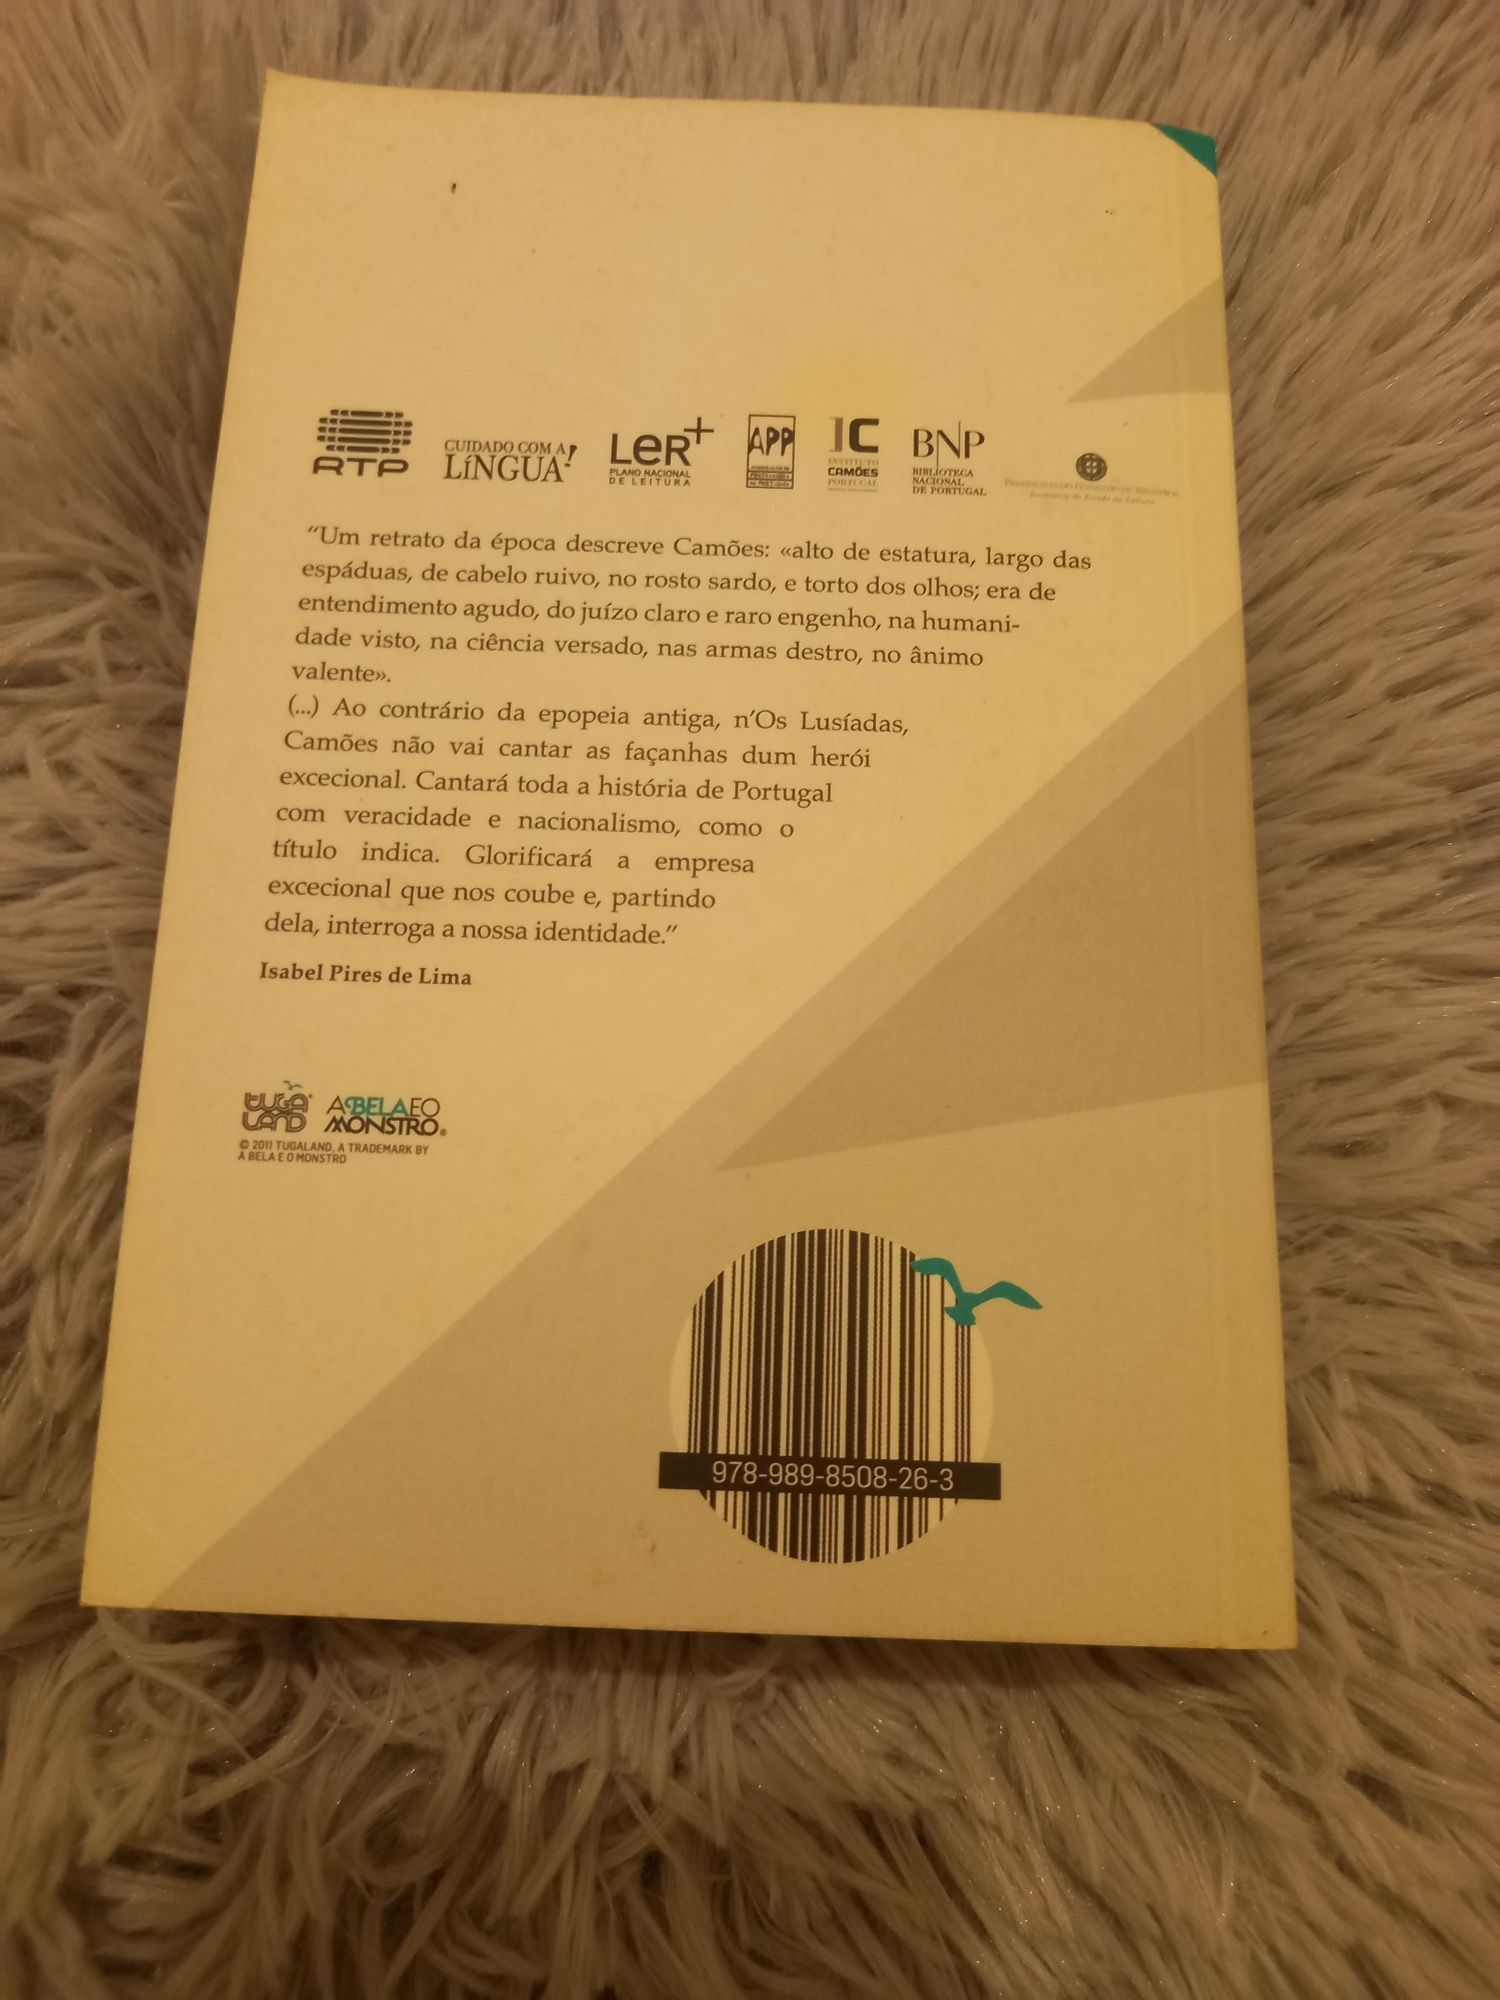 RTP
CUIDADO COM A
LÍNGUA!
LeR+
PLANO NACIONAL
DE LEITURA
APP
IC
INSTITUTO
CAMÕES
PORTUGAL
BNP
BIBLIOTECA
NACIONAL
DE PORTUGAL
"Um retrato da época descreve Camões: «alto de estatura, largo das
espáduas, de cabelo ruivo, no rosto sardo, e torto dos olhos; era de
entendimento agudo, do juízo claro e raro engenho, na humani-
dade visto, na ciência versado, nas armas destro, no ânimo
valente».
(...) Ao contrário da epopeia antiga, n'Os Lusíadas,
Camões não vai cantar as façanhas dum herói
excecional. Cantará toda a história de Portugal
com veracidade e nacionalismo, como o
título indica. Glorificará a empresa
excecional que nos coube e, partindo
dela, interroga a nossa identidade."
Isabel Pires de Lima
TUGA
LAND
A BELA E O
MONSTRO®
© 2011 TUGALAND, A TRADEMARK BY
A BELA E O MONSTRO
978-989-8508-26-3